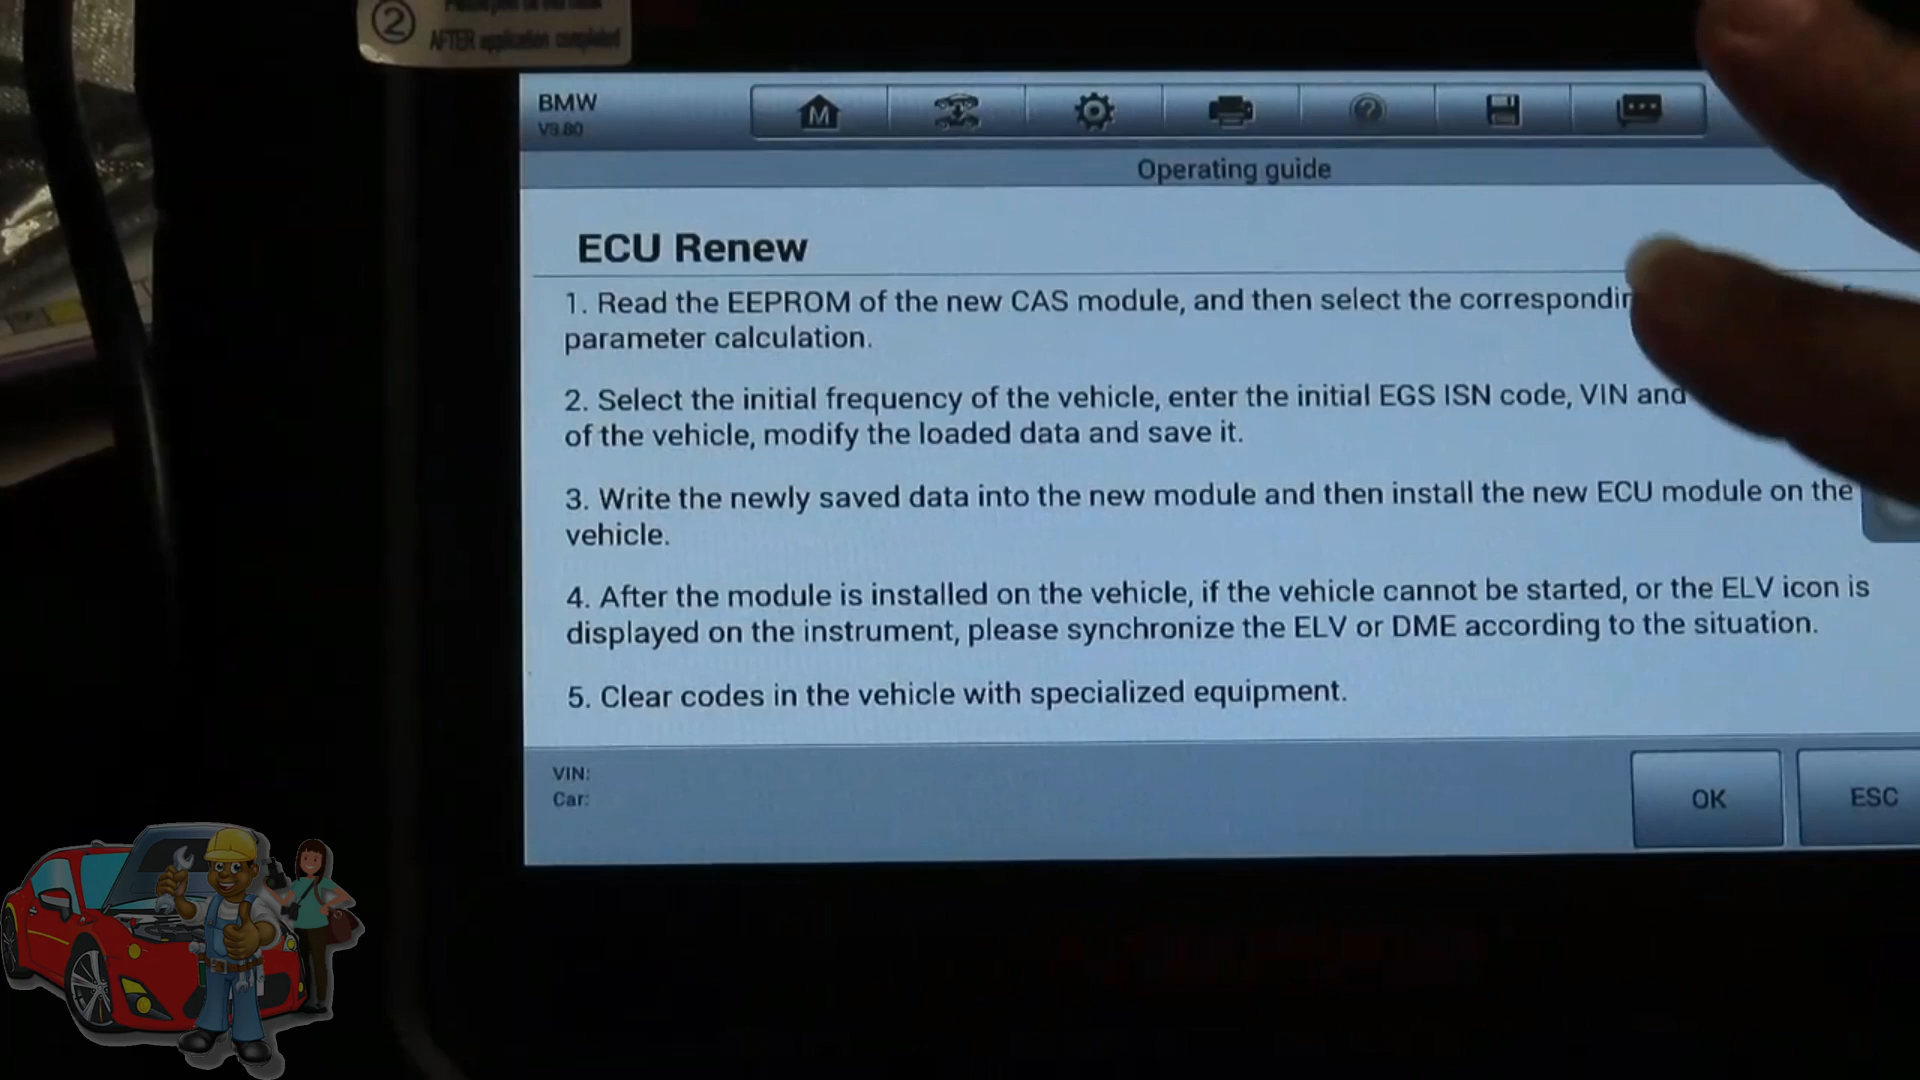 ②
AFTER application completed
BMW
V3.80
M
Operating guide
ECU Renew
1. Read the EEPROM of the new CAS module, and then select the
parameter calculation.
2. Select the initial frequency of the vehicle, enter the initial EGS ISN code, VIN and
of the vehicle, modify the loaded data and save it.
3. Write the newly saved data into the new module and then install the new ECU module on the
vehicle.
4. After the module is installed on the vehicle, if the vehicle cannot be started, or the ELV icon is
displayed on the instrument, please synchronize the ELV or DME according to the situation.
5. Clear codes in the vehicle with specialized equipment.
VIN:
Car:
OK
ESC